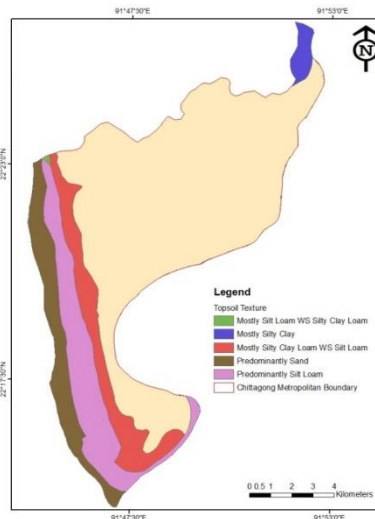 91°47'30"E 91°53'0"E
N
22°23'0"N
Legend
Topsoil Texture
Mostly Silt Loam WS Silty Clay Loam
Mostly Silty Clay
Mostly Silty Clay Loam WS Silt Loam
Predominantly Sand
Predominantly Silt Loam
Chittagong Metropolitan Boundary
22°17'30"N
0 0.5 1 2 3 4
Kilometers
91°47'30"E 91°53'0"E